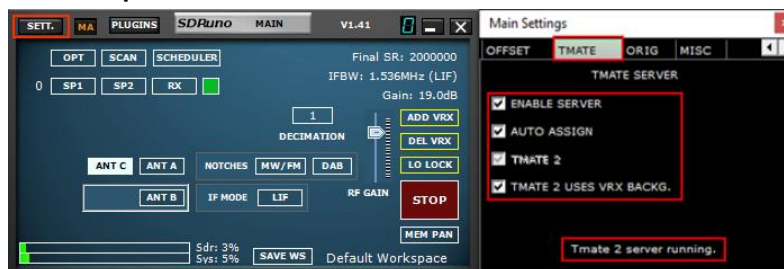 SETT. MA PLUGINS SDRuno MAIN V1.41
OPT SCAN SCHEDULER Final SR: 2000000
IFBW: 1.536MHz (LIF)
0 SP1 SP2 RX
Gain: 19.0dB
1 ADD VRX
DECIMATION
DEL VRX
ANT C ANT A NOTCHES MW/FM DAB LO LOCK
ANT B IF MODE LIF RF GAIN STOP
MEM PAN
Sdr: 3%
Sys: 5% SAVE WS Default Workspace
Main Settings
OFFSET TMATE ORIG MISC
TMATE SERVER
ENABLE SERVER
AUTO ASSIGN
TMATE 2
TMATE 2 USES VRX BACKG.
Tmate 2 server running.